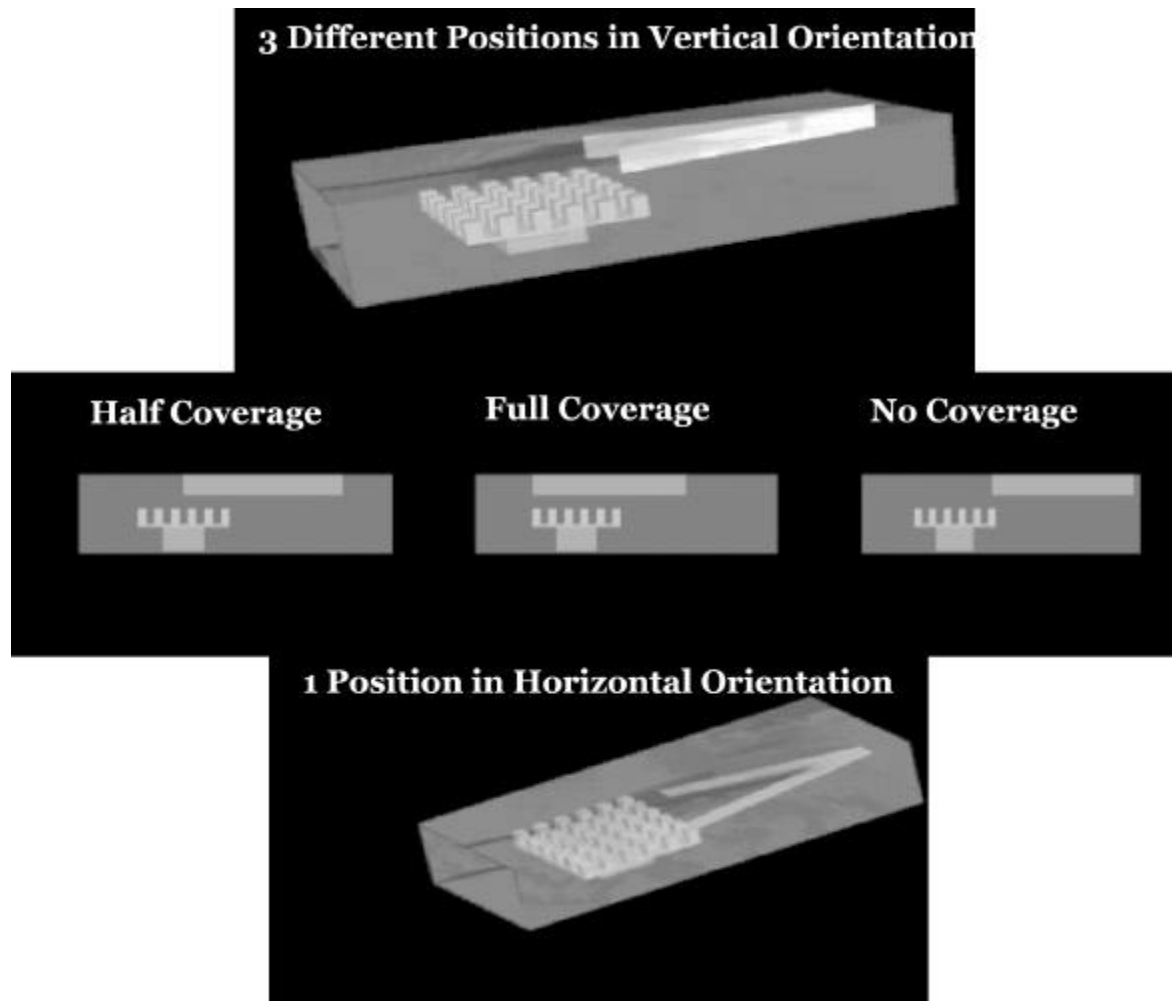 3 Different Positions in Vertical Orientation
Half Coverage
Full Coverage
No Coverage
1 Position in Horizontal Orientation